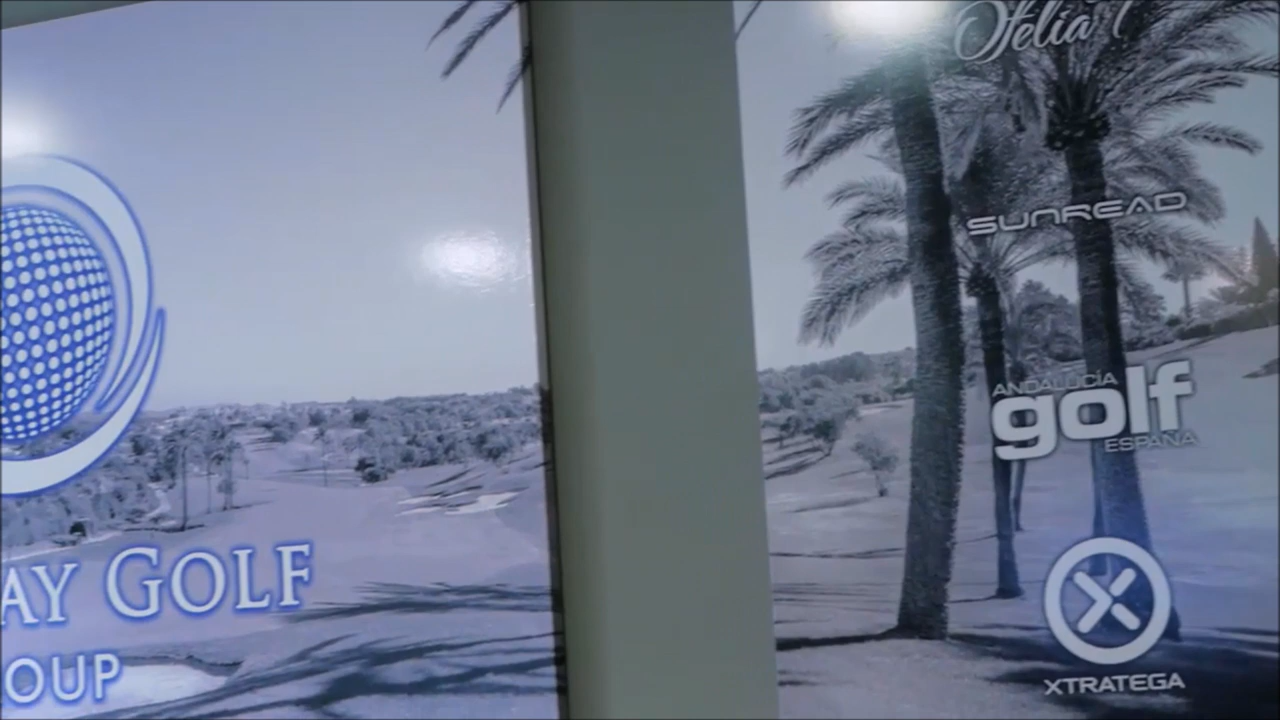 AY GOLF
OUP
Ofelia
SUNREAD
ANDALUCÍA
golf
ESPAÑA
XTRATEGA